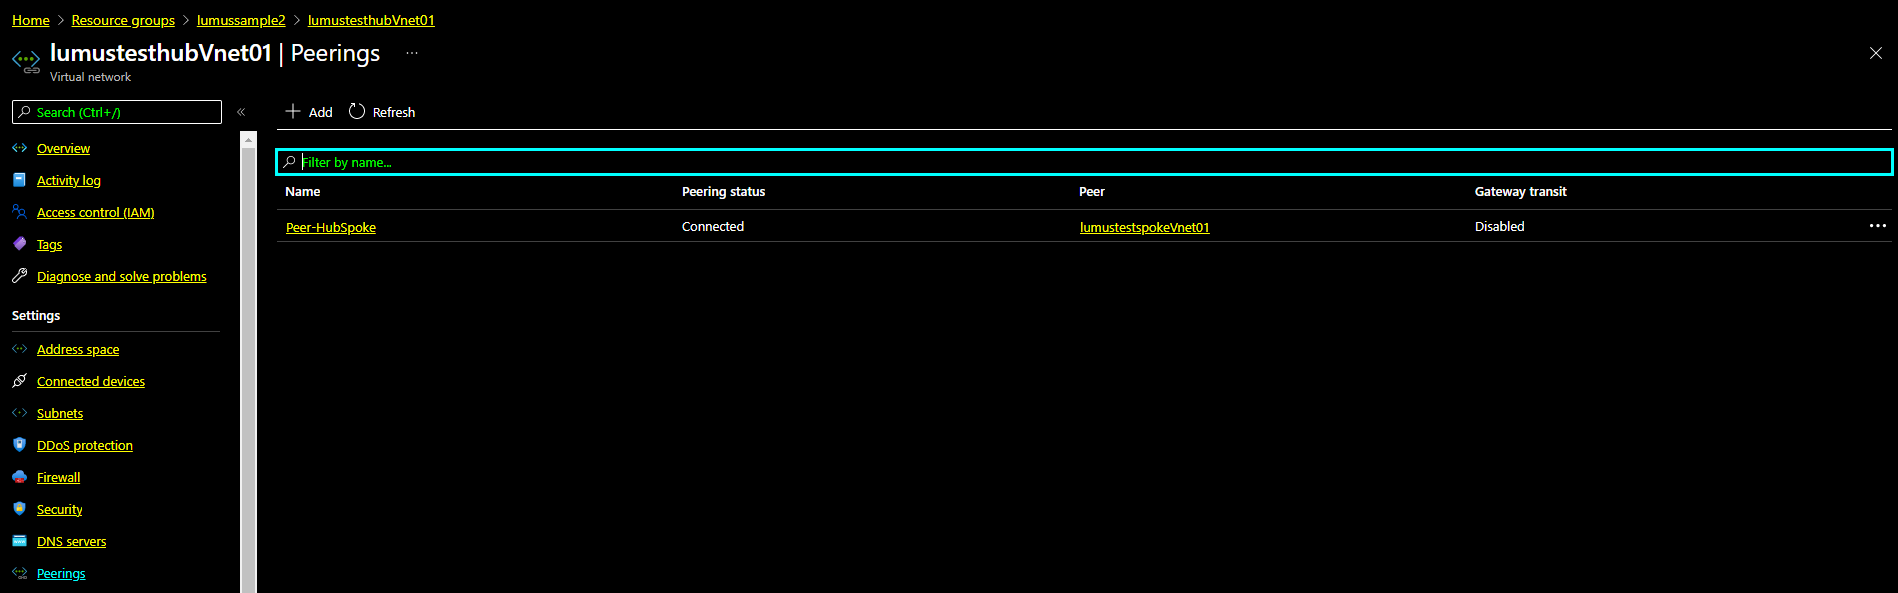 Home > Resource groups > lumussample2 > lumustesthubVnet01
lumustesthubVnet01 | Peerings ...
Virtual network
Search (Ctrl+/)
«
Overview
Activity log
Access control (IAM)
Tags
Diagnose and solve problems
Settings
Address space
Connected devices
Subnets
DDoS protection
Firewall
Security
DNS servers
Peerings
+ Add Refresh
Filter by name...
Name Peering status Peer Gateway transit
Peer-HubSpoke Connected lumustestspokeVnet01 Disabled ...